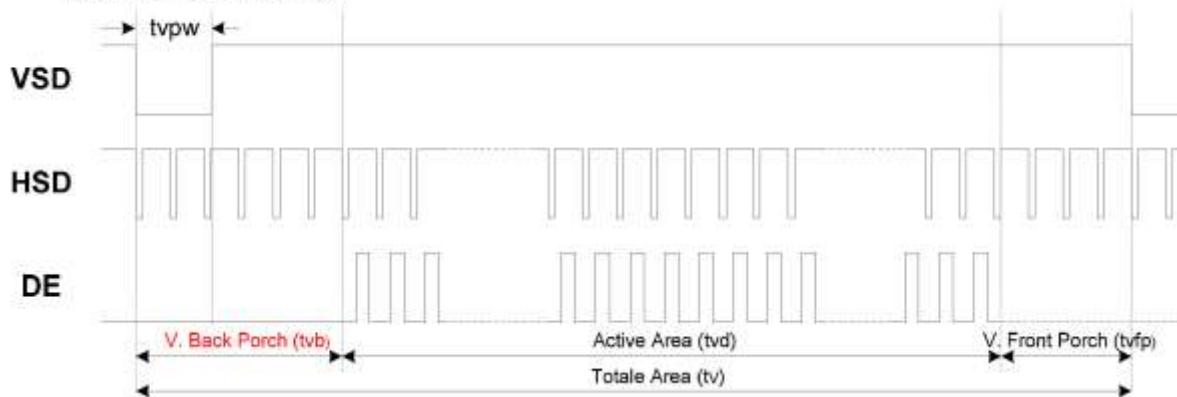 tvpw
VSD
HSD
DE
V. Back Porch (tvb)
Active Area (tvd)
V. Front Porch (tvfp)
Totale Area (tv)